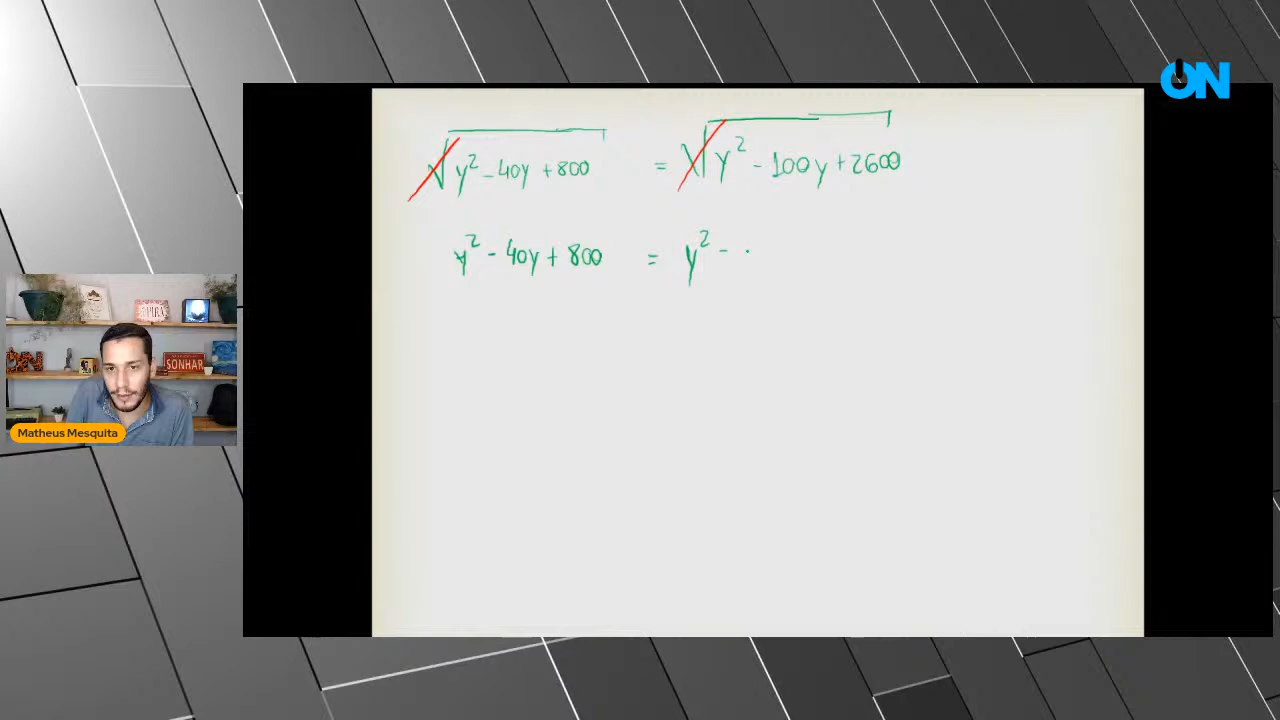 ON
√y² - 40y + 800 = √y² - 100y + 2600
y² - 40y + 800 = y² -
SONHAR
Matheus Mesquita